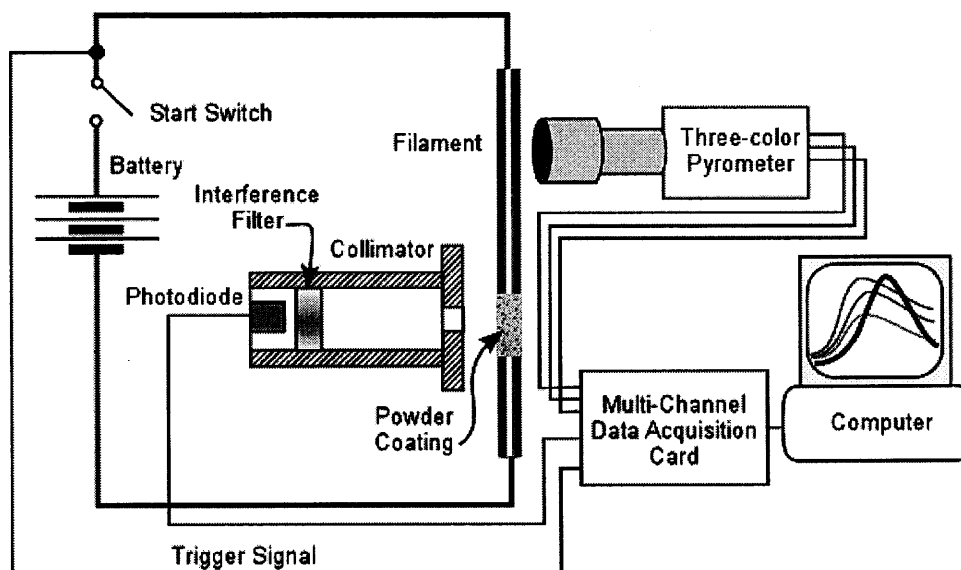 Start Switch
Battery
Filament
Three-color
Pyrometer
Interference
Filter
Collimator
Photodiode
Powder
Coating
Multi-Channel
Data Acquisition
Card
Computer
Trigger Signal